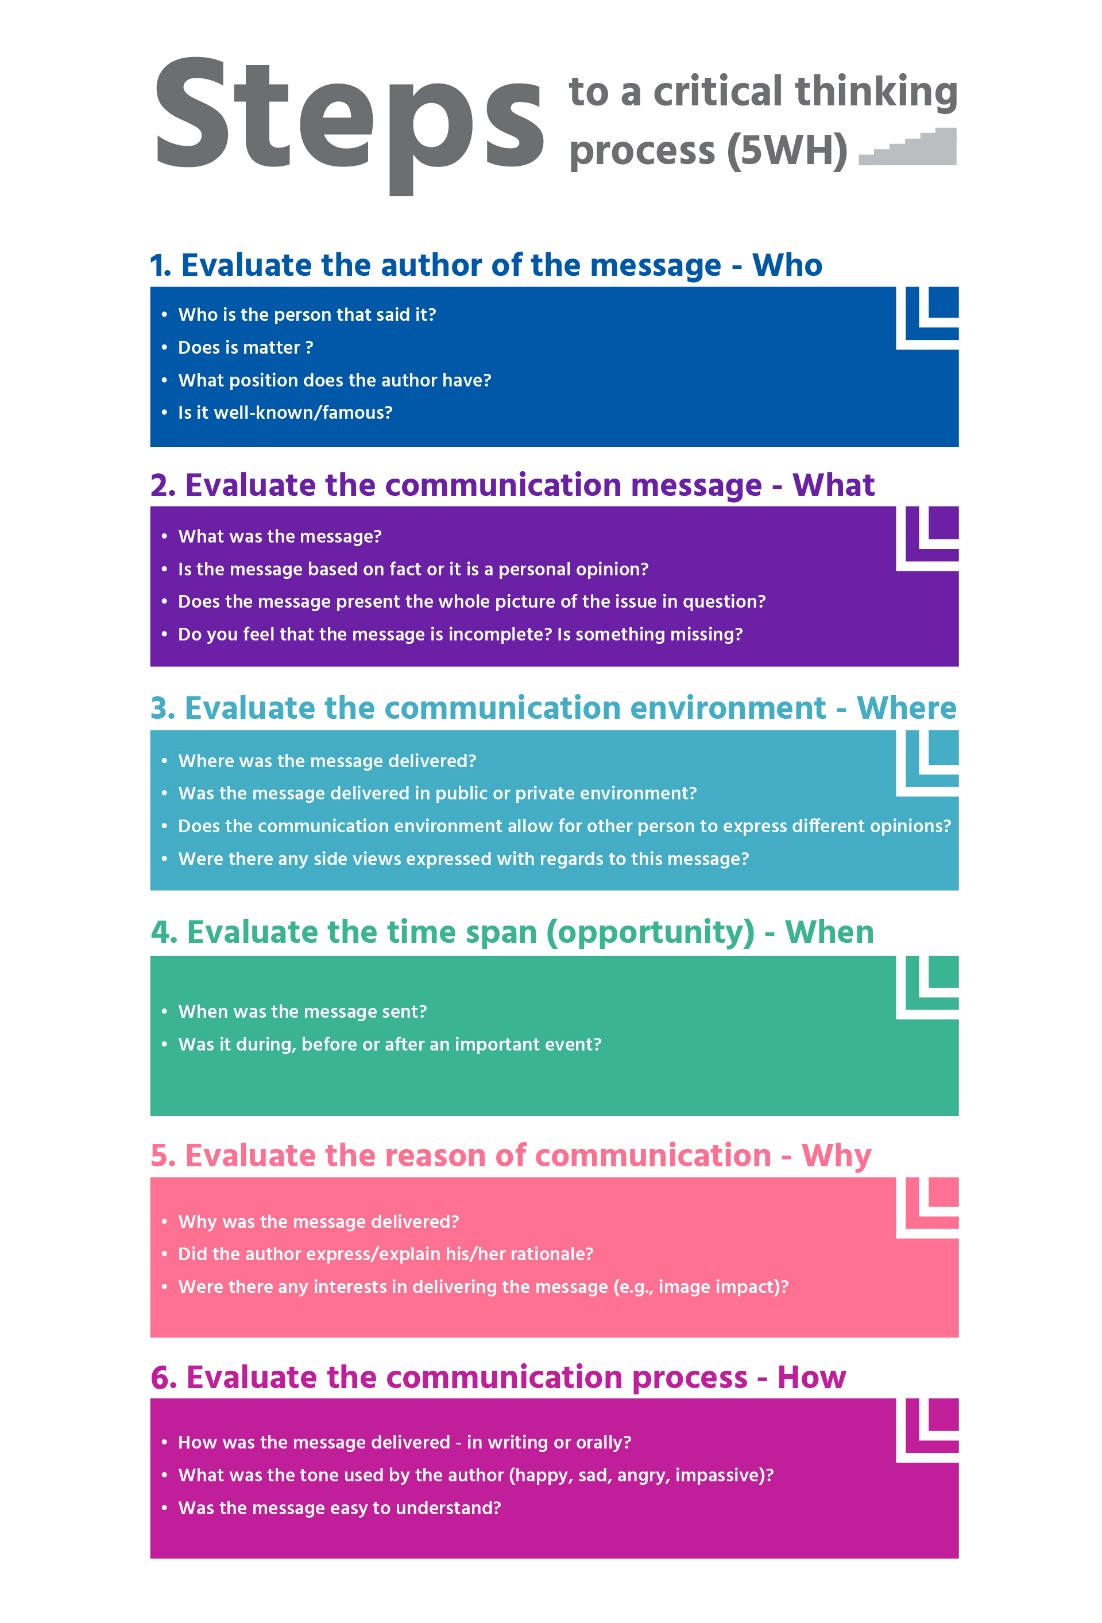 Steps to a critical thinking
process (5WH)
1. Evaluate the author of the message - Who
• Who is the person that said it?
• Does is matter ?
• What position does the author have?
• Is it well-known/famous?
2. Evaluate the communication message - What
• What was the message?
• Is the message based on fact or it is a personal opinion?
• Does the message present the whole picture of the issue in question?
• Do you feel that the message is incomplete? Is something missing?
3. Evaluate the communication environment - Where
• Where was the message delivered?
• Was the message delivered in public or private environment?
• Does the communication environment allow for other person to express different opinions?
• Were there any side views expressed with regards to this message?
4. Evaluate the time span (opportunity) - When
• When was the message sent?
• Was it during, before or after an important event?
5. Evaluate the reason of communication - Why
• Why was the message delivered?
• Did the author express/explain his/her rationale?
• Were there any interests in delivering the message (e.g., image impact)?
6. Evaluate the communication process - How
• How was the message delivered - in writing or orally?
• What was the tone used by the author (happy, sad, angry, impassive)?
• Was the message easy to understand?